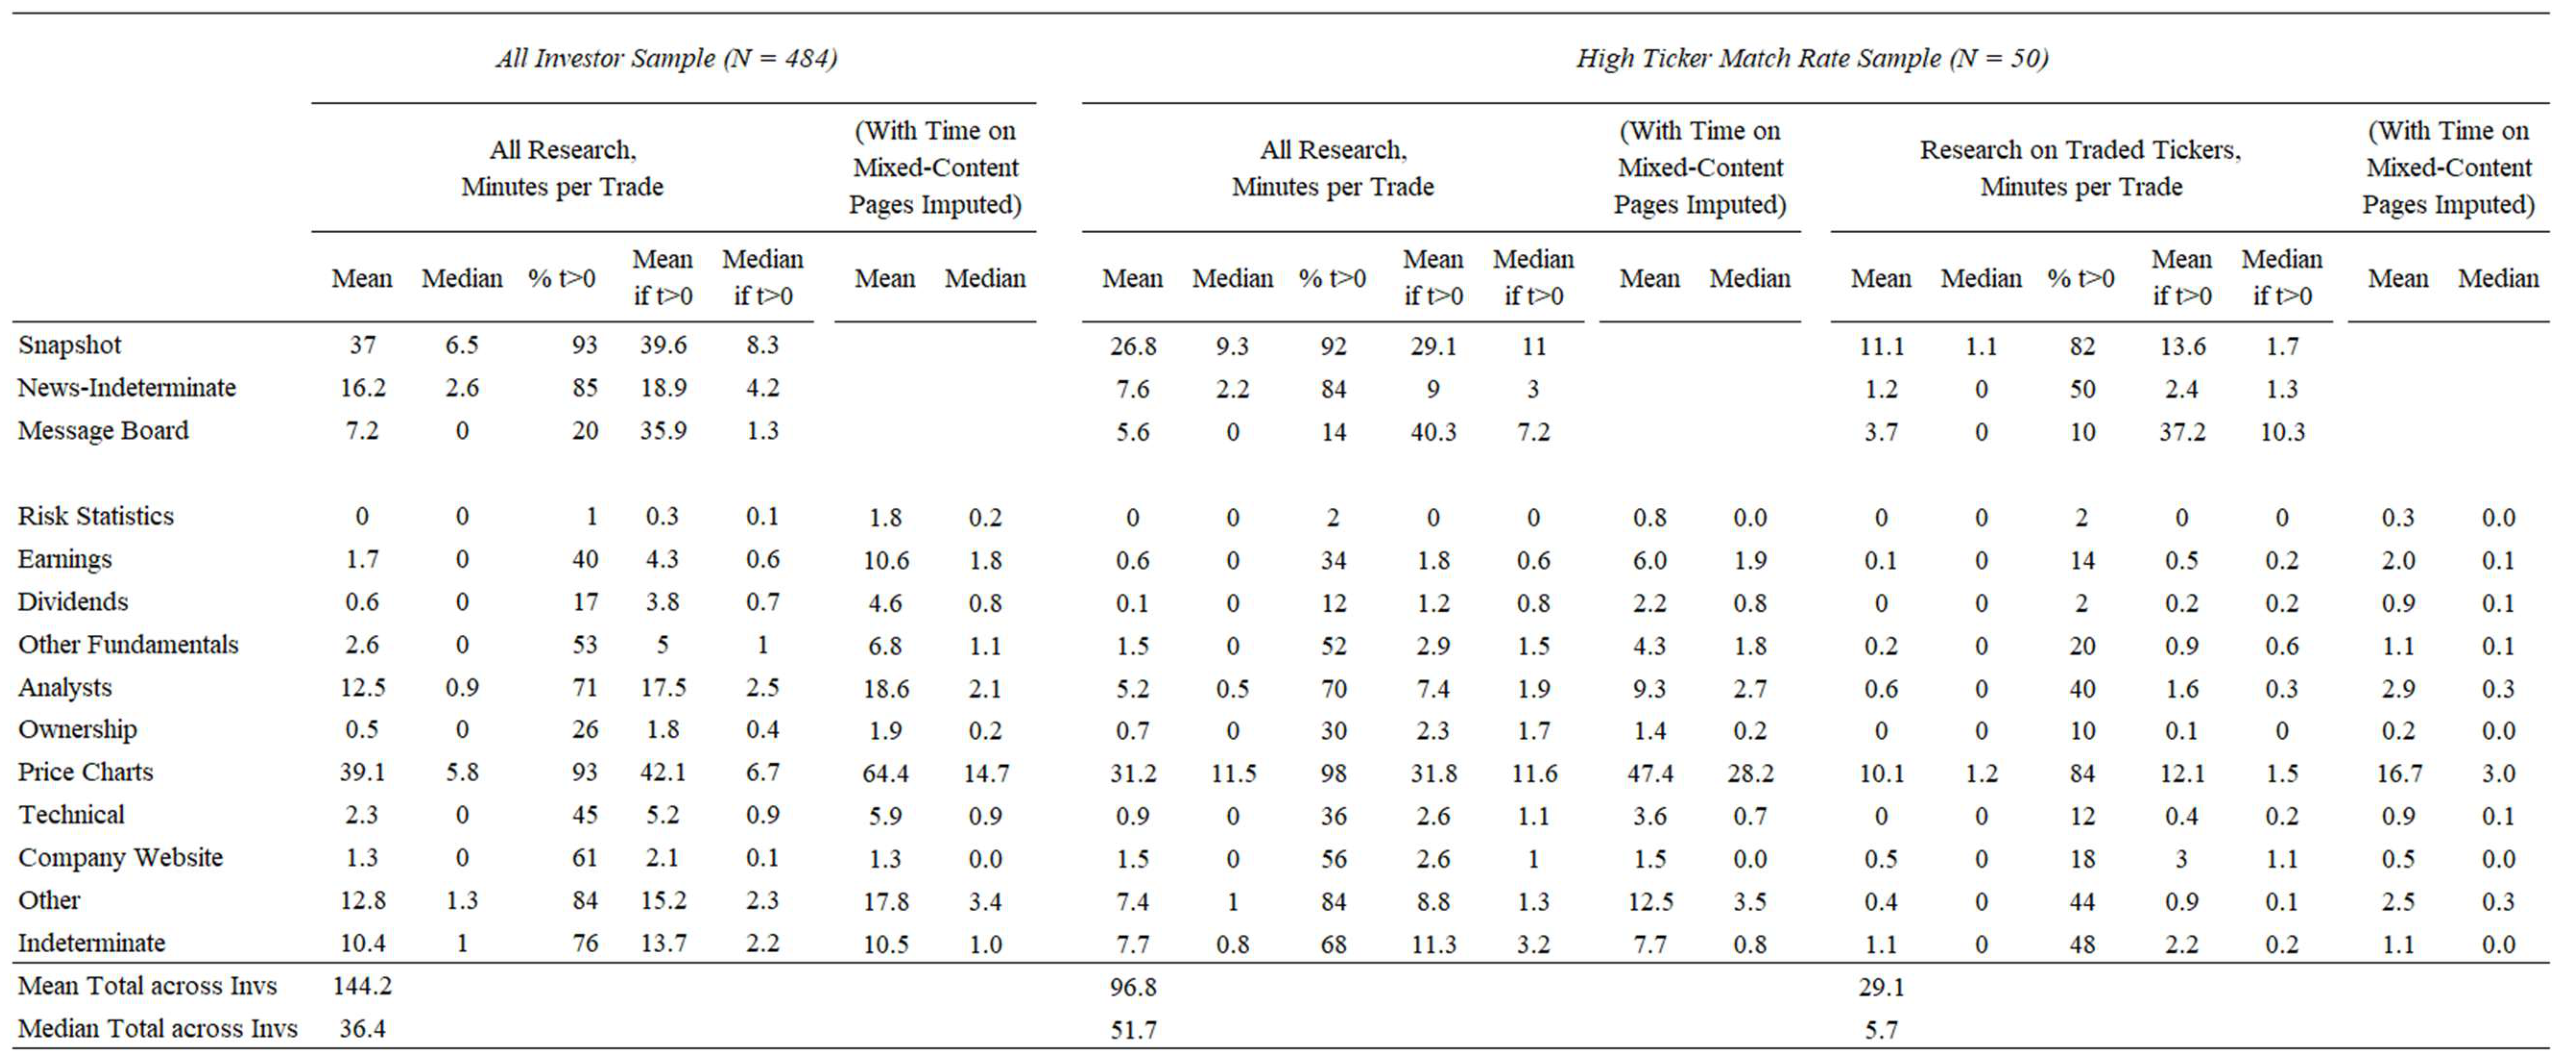 All Investor Sample (N = 484) High Ticker Match Rate Sample (N = 50)
All Research, Minutes per Trade (With Time on Mixed-Content Pages Imputed) All Research, Minutes per Trade (With Time on Mixed-Content Pages Imputed) Research on Traded Tickers, Minutes per Trade (With Time on Mixed-Content Pages Imputed)
Mean Median % t>0 Mean if t>0 Median if t>0 Mean Median Mean Median % t>0 Mean if t>0 Median if t>0 Mean Median Mean Median % t>0 Mean if t>0 Median if t>0 Mean Median
Snapshot 37 6.5 93 39.6 8.3 26.8 9.3 92 29.1 11 11.1 1.1 82 13.6 1.7
News-Indeterminate 16.2 2.6 85 18.9 4.2 7.6 2.2 84 9 3 1.2 0 50 2.4 1.3
Message Board 7.2 0 20 35.9 1.3 5.6 0 14 40.3 7.2 3.7 0 10 37.2 10.3
Risk Statistics 0 0 1 0.3 0.1 1.8 0.2 0 0 2 0 0 0.8 0.0 0 0 2 0 0 0.3 0.0
Earnings 1.7 0 40 4.3 0.6 10.6 1.8 0.6 0 34 1.8 0.6 6.0 1.9 0.1 0 14 0.5 0.2 2.0 0.1
Dividends 0.6 0 17 3.8 0.7 4.6 0.8 0.1 0 12 1.2 0.8 2.2 0.8 0 0 2 0.2 0.2 0.9 0.1
Other Fundamentals 2.6 0 53 5 1 6.8 1.1 1.5 0 52 2.9 1.5 4.3 1.8 0.2 0 20 0.9 0.6 1.1 0.1
Analysts 12.5 0.9 71 17.5 2.5 18.6 2.1 5.2 0.5 70 7.4 1.9 9.3 2.7 0.6 0 40 1.6 0.3 2.9 0.3
Ownership 0.5 0 26 1.8 0.4 1.9 0.2 0.7 0 30 2.3 1.7 1.4 0.2 0 0 10 0.1 0 0.2 0.0
Price Charts 39.1 5.8 93 42.1 6.7 64.4 14.7 31.2 11.5 98 31.8 11.6 47.4 28.2 10.1 1.2 84 12.1 1.5 16.7 3.0
Technical 2.3 0 45 5.2 0.9 5.9 0.9 0.9 0 36 2.6 1.1 3.6 0.7 0 0 12 0.4 0.2 0.9 0.1
Company Website 1.3 0 61 2.1 0.1 1.3 0.0 1.5 0 56 2.6 1 1.5 0.0 0.5 0 18 3 1.1 0.5 0.0
Other 12.8 1.3 84 15.2 2.3 17.8 3.4 7.4 1 84 8.8 1.3 12.5 3.5 0.4 0 44 0.9 0.1 2.5 0.3
Indeterminate 10.4 1 76 13.7 2.2 10.5 1.0 7.7 0.8 68 11.3 3.2 7.7 0.8 1.1 0 48 2.2 0.2 1.1 0.0
Mean Total across Invs 144.2 96.8 29.1
Median Total across Invs 36.4 51.7 5.7